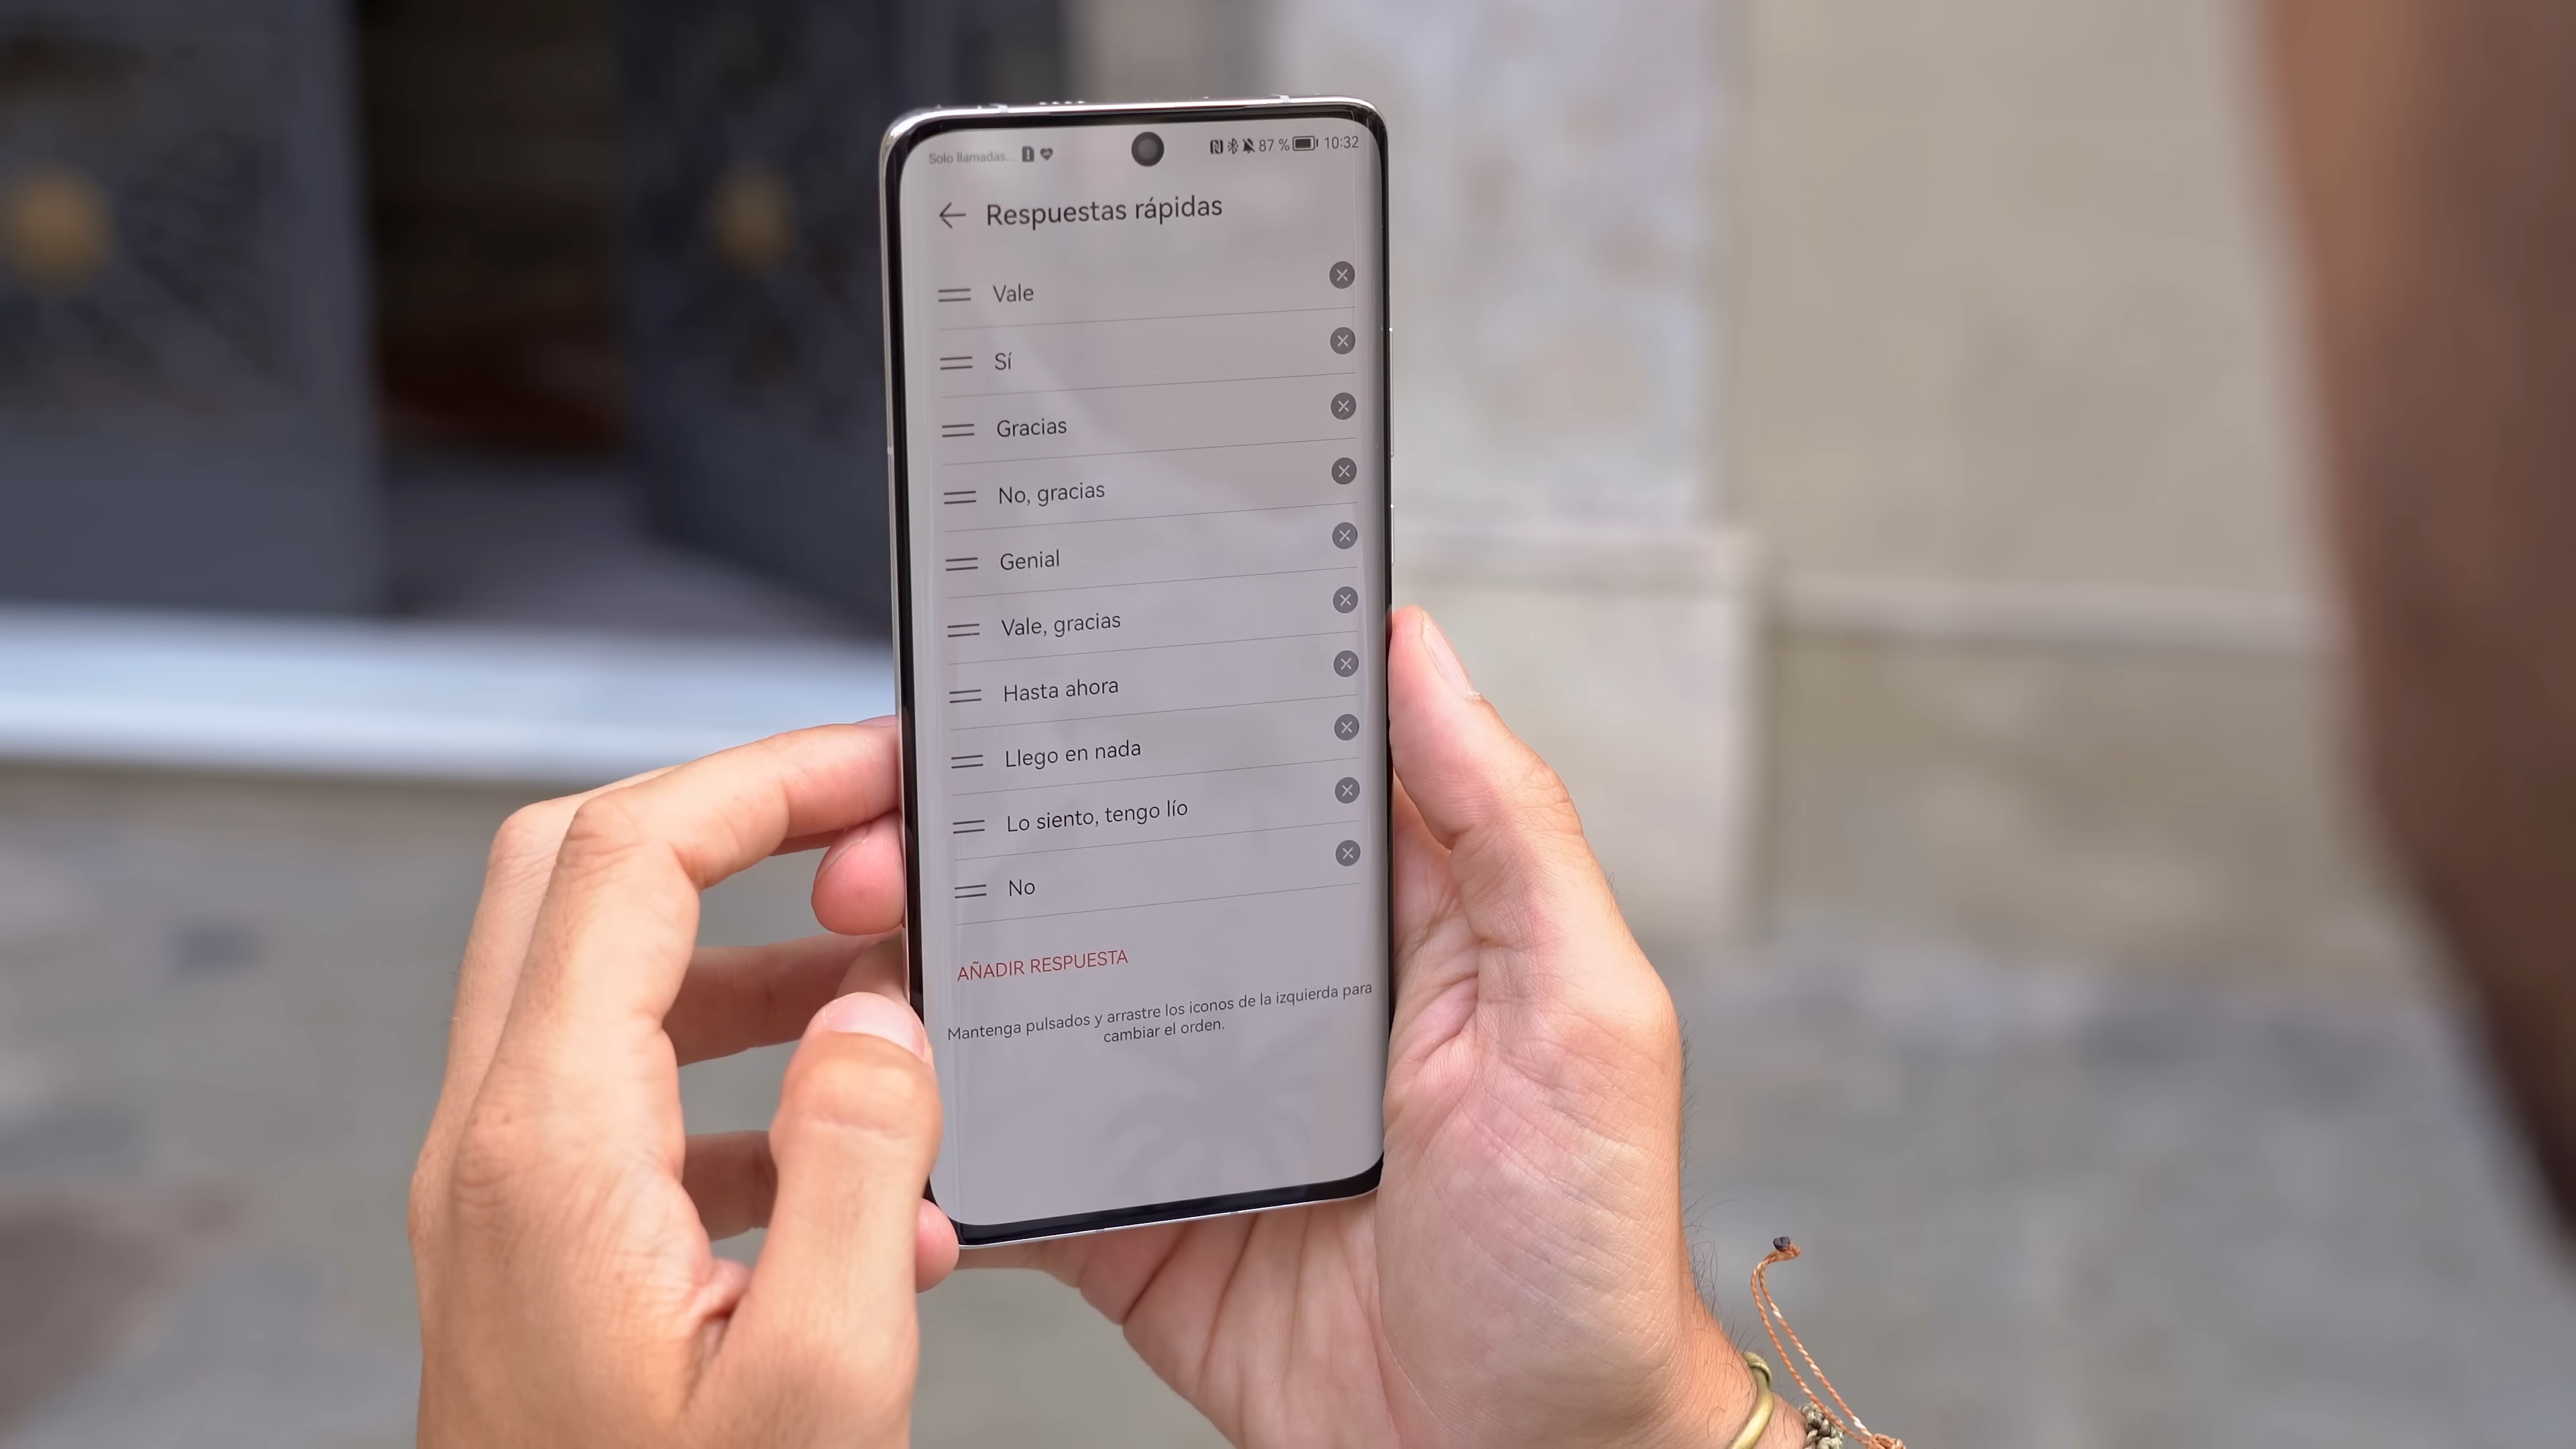 Solo llamadas... 87 % 10:32
Respuestas rápidas
Vale
Sí
Gracias
No, gracias
Genial
Vale, gracias
Hasta ahora
Llego en nada
Lo siento, tengo lío
No
AÑADIR RESPUESTA
Mantenga pulsados y arrastre los iconos de la izquierda para
cambiar el orden.